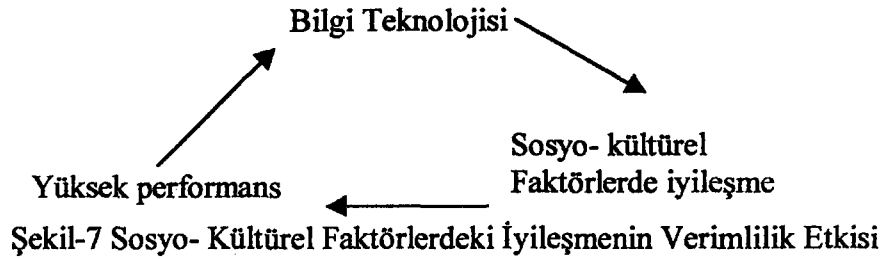 Bilgi Teknolojisi
Sosyo- kültürel
Faktörlerde iyileşme
Yüksek performans
Şekil-7 Sosyo- Kültürel Faktörlerdeki İyileşmenin Verimlilik Etkisi